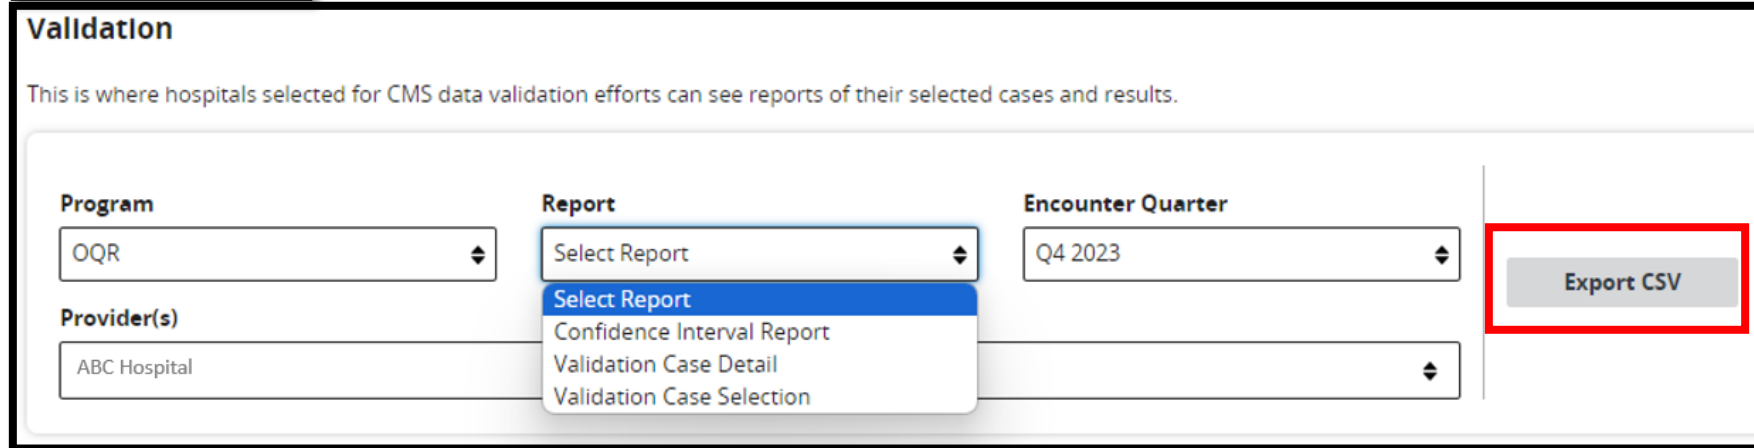 Validation
This is where hospitals selected for CMS data validation efforts can see reports of their selected cases and results.
Program
Report
Encounter Quarter
OQR
Select Report
Q4 2023
Export CSV
Select Report
Confidence Interval Report
Validation Case Detail
Validation Case Selection
Provider(s)
ABC Hospital